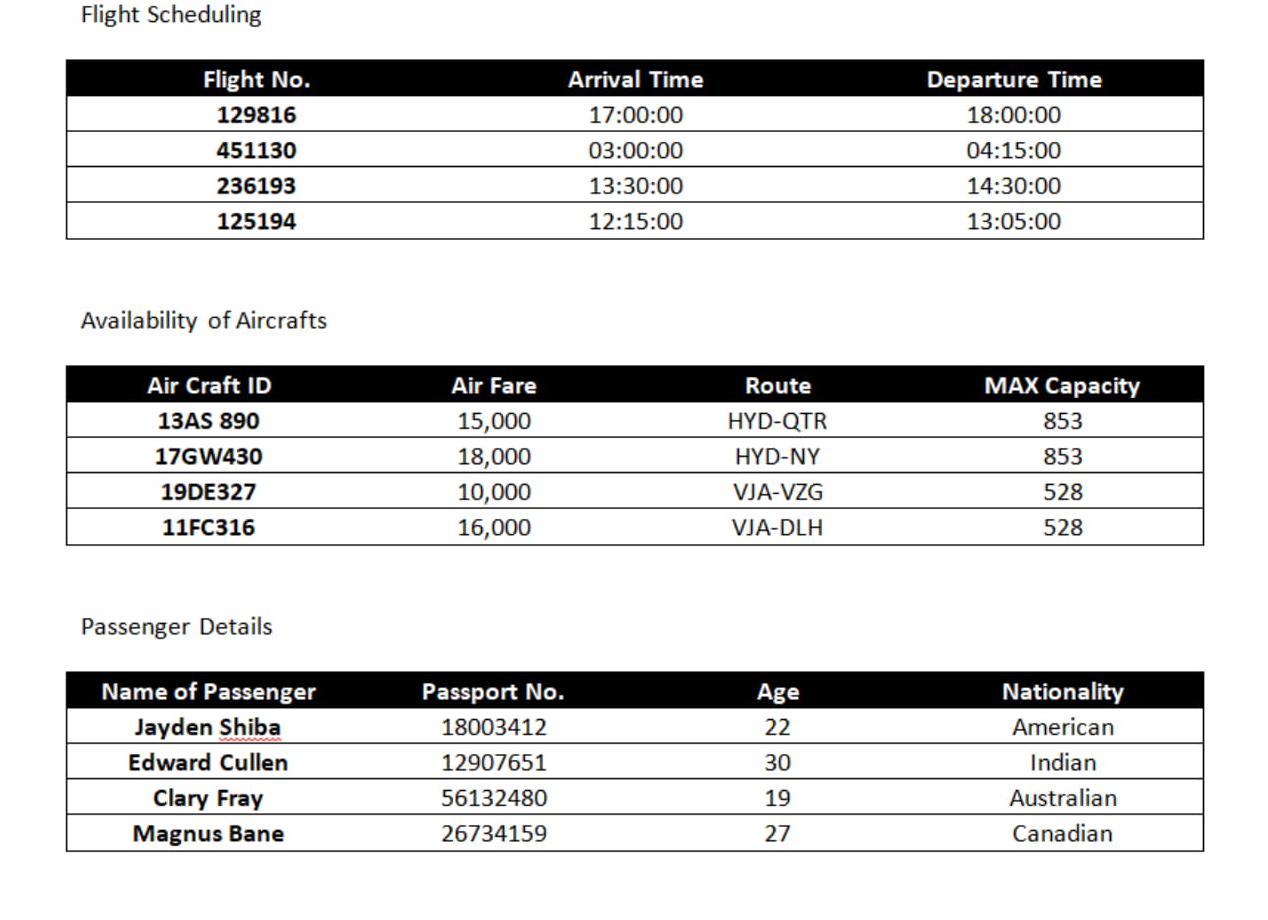 Flight Scheduling
Flight No. Arrival Time Departure Time
129816 17:00:00 18:00:00
451130 03:00:00 04:15:00
236193 13:30:00 14:30:00
125194 12:15:00 13:05:00
Availability of Aircrafts
Air Craft ID Air Fare Route MAX Capacity
13AS 890 15,000 HYD-QTR 853
17GW430 18,000 HYD-NY 853
19DE327 10,000 VJA-VZG 528
11FC316 16,000 VJA-DLH 528
Passenger Details
Name of Passenger Passport No. Age Nationality
Jayden Shiba 18003412 22 American
Edward Cullen 12907651 30 Indian
Clary Fray 56132480 19 Australian
Magnus Bane 26734159 27 Canadian